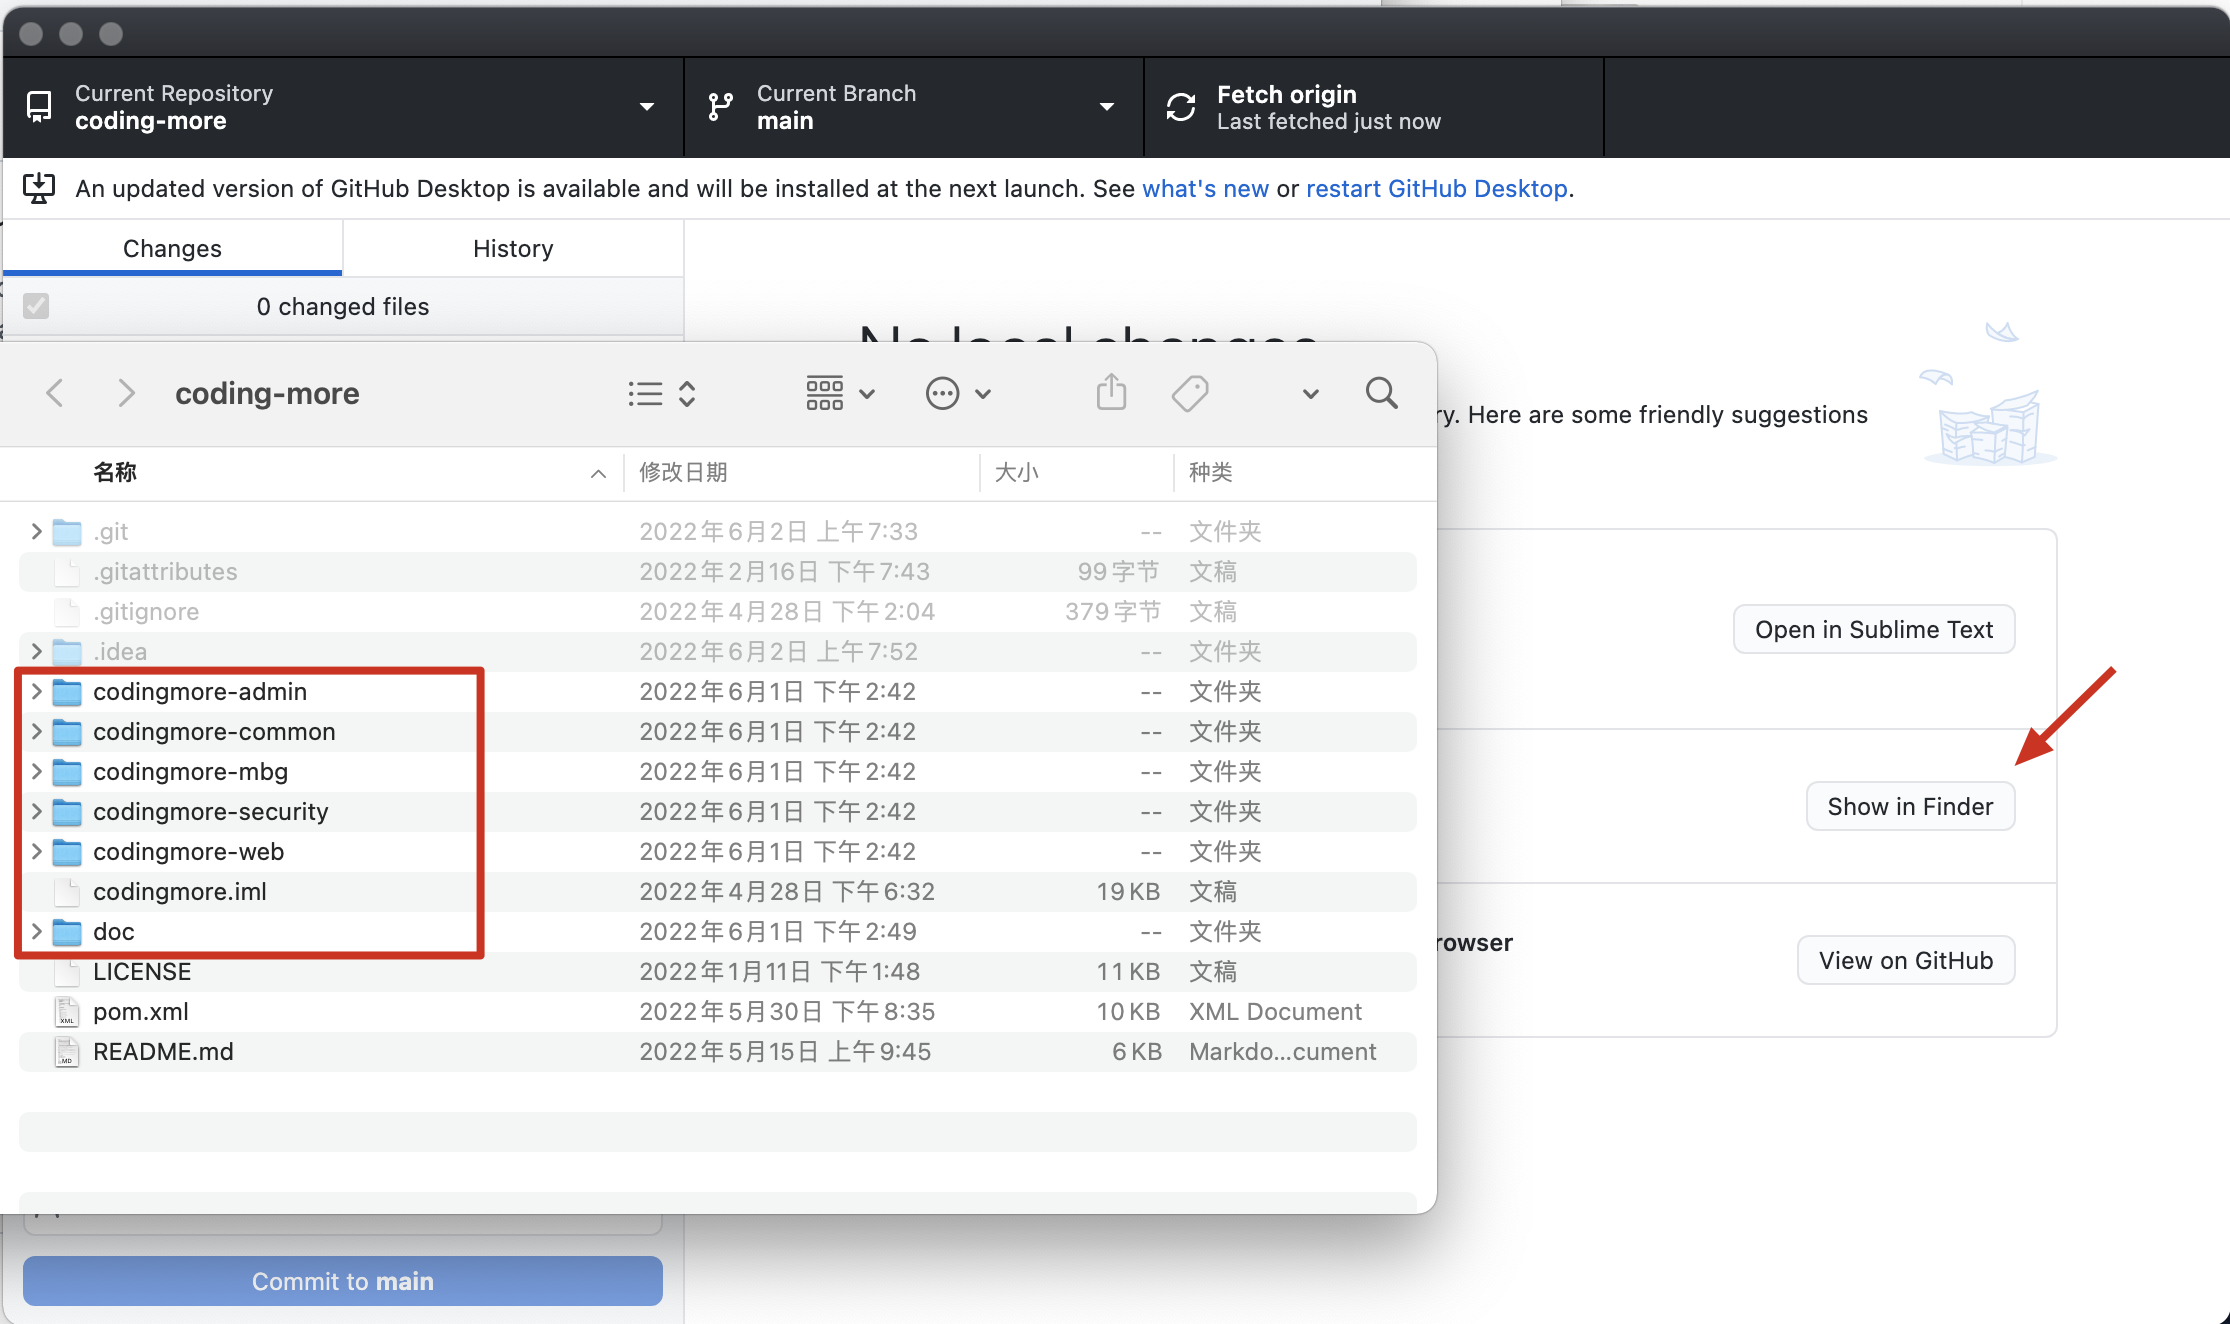 Current Repository
coding-more
Current Branch
main
Fetch origin
Last fetched just now
An updated version of GitHub Desktop is available and will be installed at the next launch. See what's new or restart GitHub Desktop.
Changes
History
0 changed files
No local changes
ry. Here are some friendly suggestions
coding-more
名称 修改日期 大小 种类
.git 2022年6月2日 上午7:33 -- 文件夹
.gitattributes 2022年2月16日 下午7:43 99 字节 文稿
.gitignore 2022年4月28日 下午2:04 379 字节 文稿
.idea 2022年6月2日 上午7:52 -- 文件夹
codingmore-admin 2022年6月1日 下午2:42 -- 文件夹
codingmore-common 2022年6月1日 下午2:42 -- 文件夹
codingmore-mbg 2022年6月1日 下午2:42 -- 文件夹
codingmore-security 2022年6月1日 下午2:42 -- 文件夹
codingmore-web 2022年6月1日 下午2:42 -- 文件夹
codingmore.iml 2022年4月28日 下午6:32 19 KB 文稿
doc 2022年6月1日 下午2:49 -- 文件夹
LICENSE 2022年1月11日 下午1:48 11 KB 文稿
pom.xml 2022年5月30日 下午8:35 10 KB XML Document
README.md 2022年5月15日 上午9:45 6 KB Markdo...cument
Open in Sublime Text
Show in Finder
rowser
View on GitHub
Commit to main